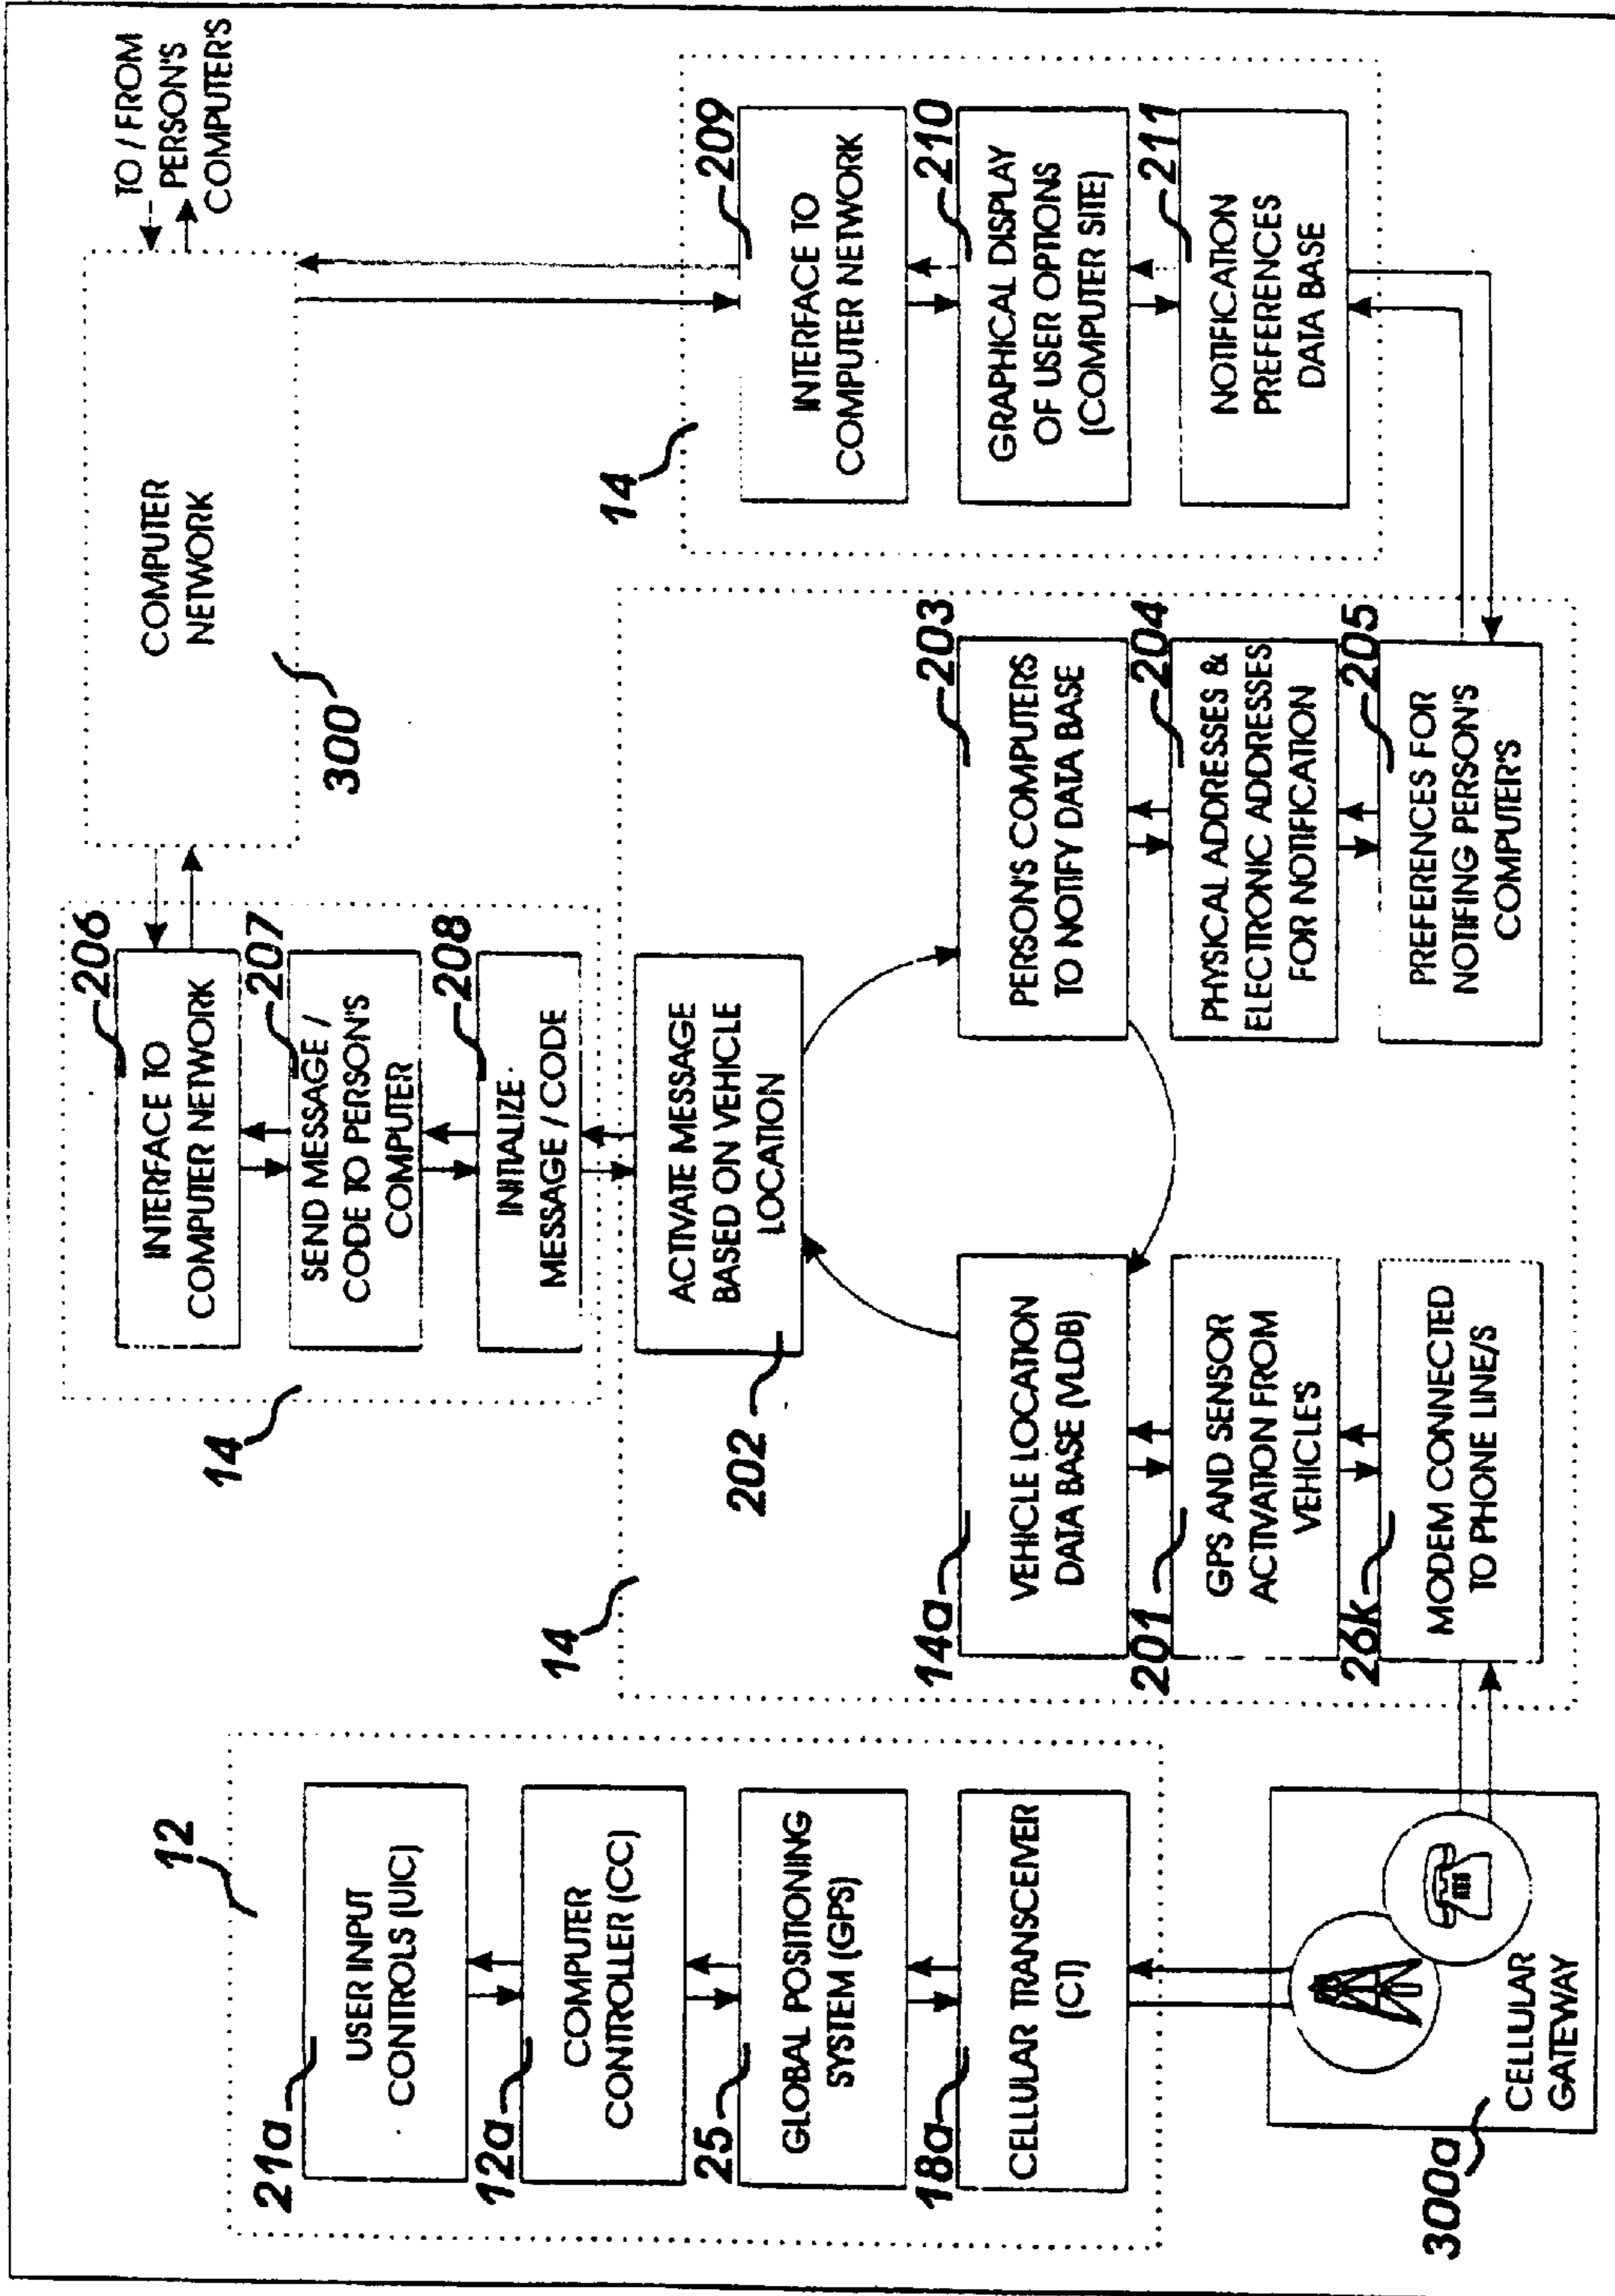 12
21a
USER INPUT
CONTROLS (UIC)
12a
COMPUTER
CONTROLLER (CC)
25
GLOBAL POSITIONING
SYSTEM (GPS)
18a
CELLULAR TRANSCEIVER
(CT)
300a
CELLULAR
GATEWAY
14
206
INTERFACE TO
COMPUTER NETWORK
207
SEND MESSAGE /
CODE TO PERSON'S
COMPUTER
208
INITIALIZE
MESSAGE / CODE
14
202
ACTIVATE MESSAGE
BASED ON VEHICLE
LOCATION
14a
VEHICLE LOCATION
DATA BASE (VLDB)
201
GPS AND SENSOR
ACTIVATION FROM
VEHICLE'S
26k
MODEM CONNECTED
TO PHONE LINE/S
203
PERSON'S COMPUTERS
TO NOTIFY DATA BASE
204
PHYSICAL ADDRESSES &
ELECTRONIC ADDRESSES
FOR NOTIFICATION
205
PREFERENCES FOR
NOTIFING PERSON'S
COMPUTER'S
COMPUTER
NETWORK
300
TO / FROM
PERSON'S
COMPUTER'S
14
209
INTERFACE TO
COMPUTER NETWORK
210
GRAPHICAL DISPLAY
OF USER OPTIONS
(COMPUTER SITE)
211
NOTIFICATION
PREFERENCES
DATA BASE